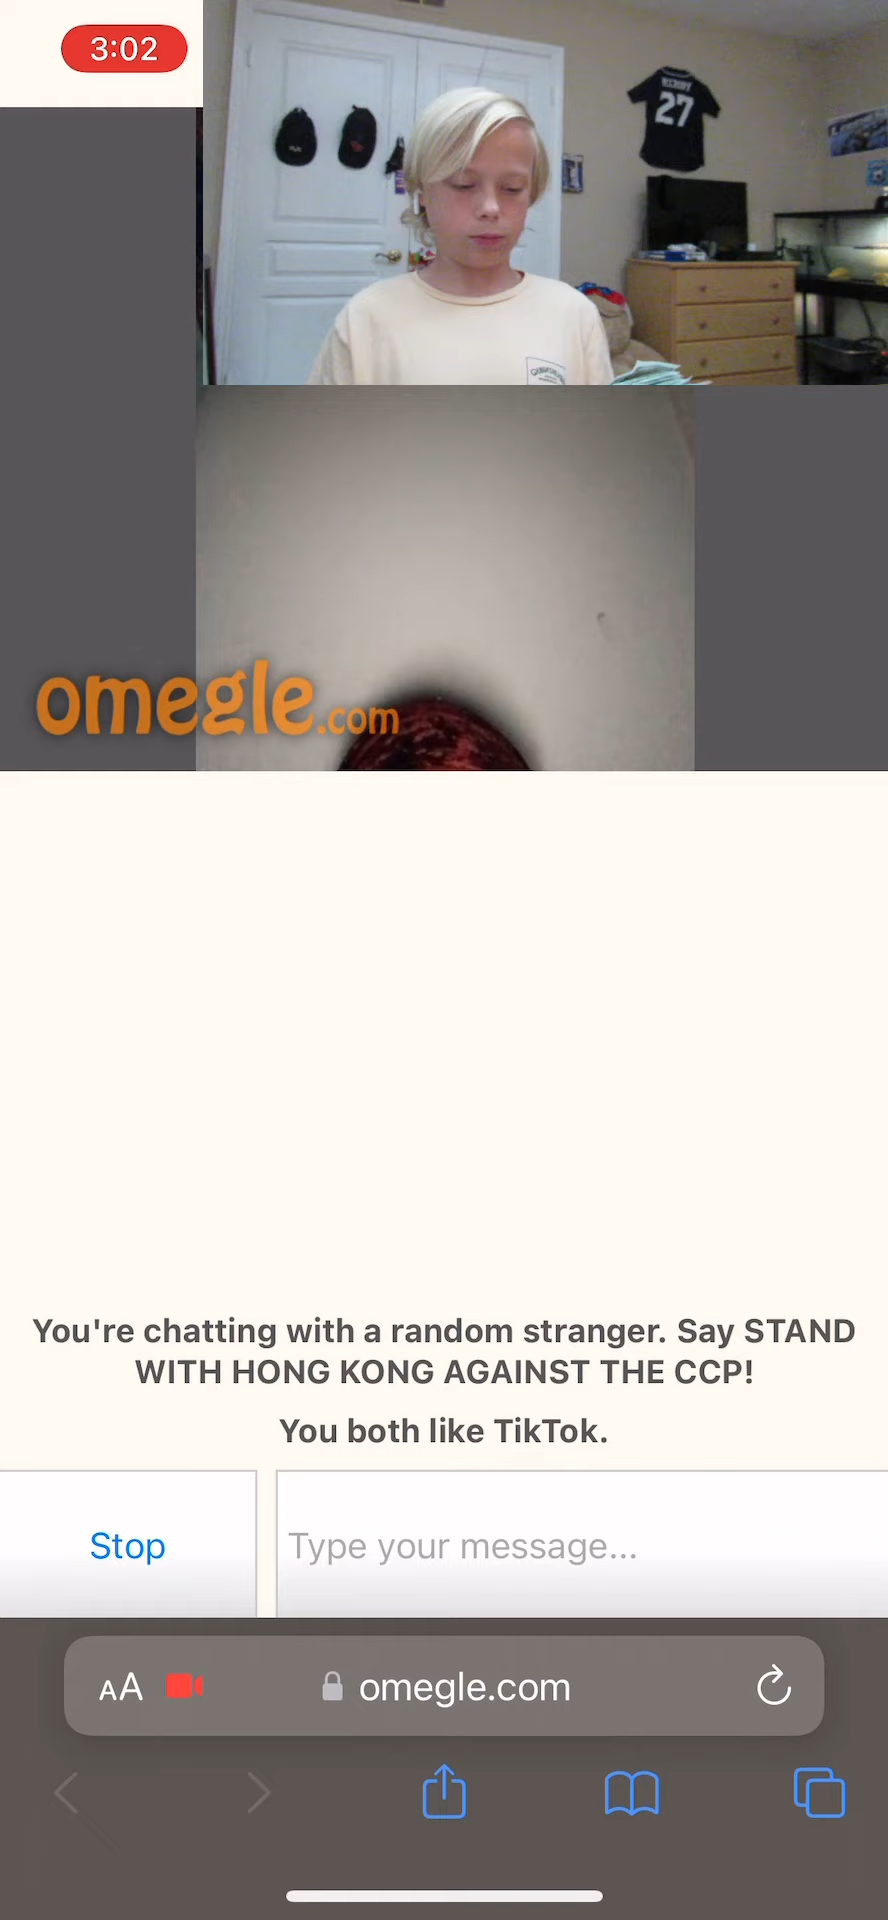 3:02
27
omegle.com
You're chatting with a random stranger. Say STAND
WITH HONG KONG AGAINST THE CCP!
You both like TikTok.
Stop
Type your message...
AA
omegle.com